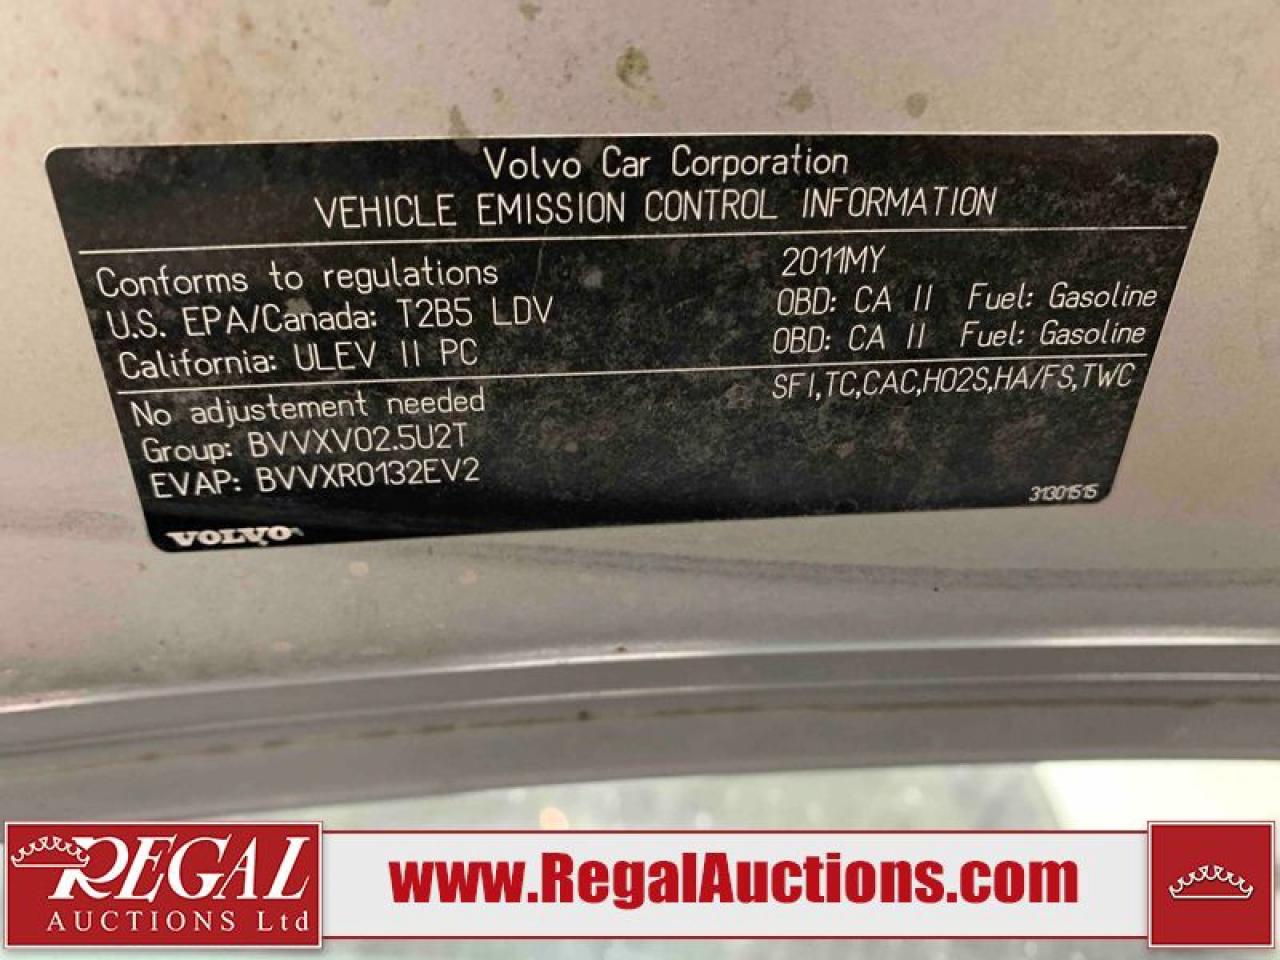 Volvo Car Corporation
VEHICLE EMISSION CONTROL INFORMATION
Conforms to regulations 2011MY
U.S. EPA/Canada: T2B5 LDV OBD: CA II Fuel: Gasoline
California: ULEV II PC OBD: CA II Fuel: Gasoline
No adjustement needed SFI,TC,CAC,HO2S,HA/FS,TWC
Group: BVVXV02.5U2T
EVAP: BVVXR0132EV2
31301515
VOLVO
REGAL
AUCTIONS Ltd
www.RegalAuctions.com